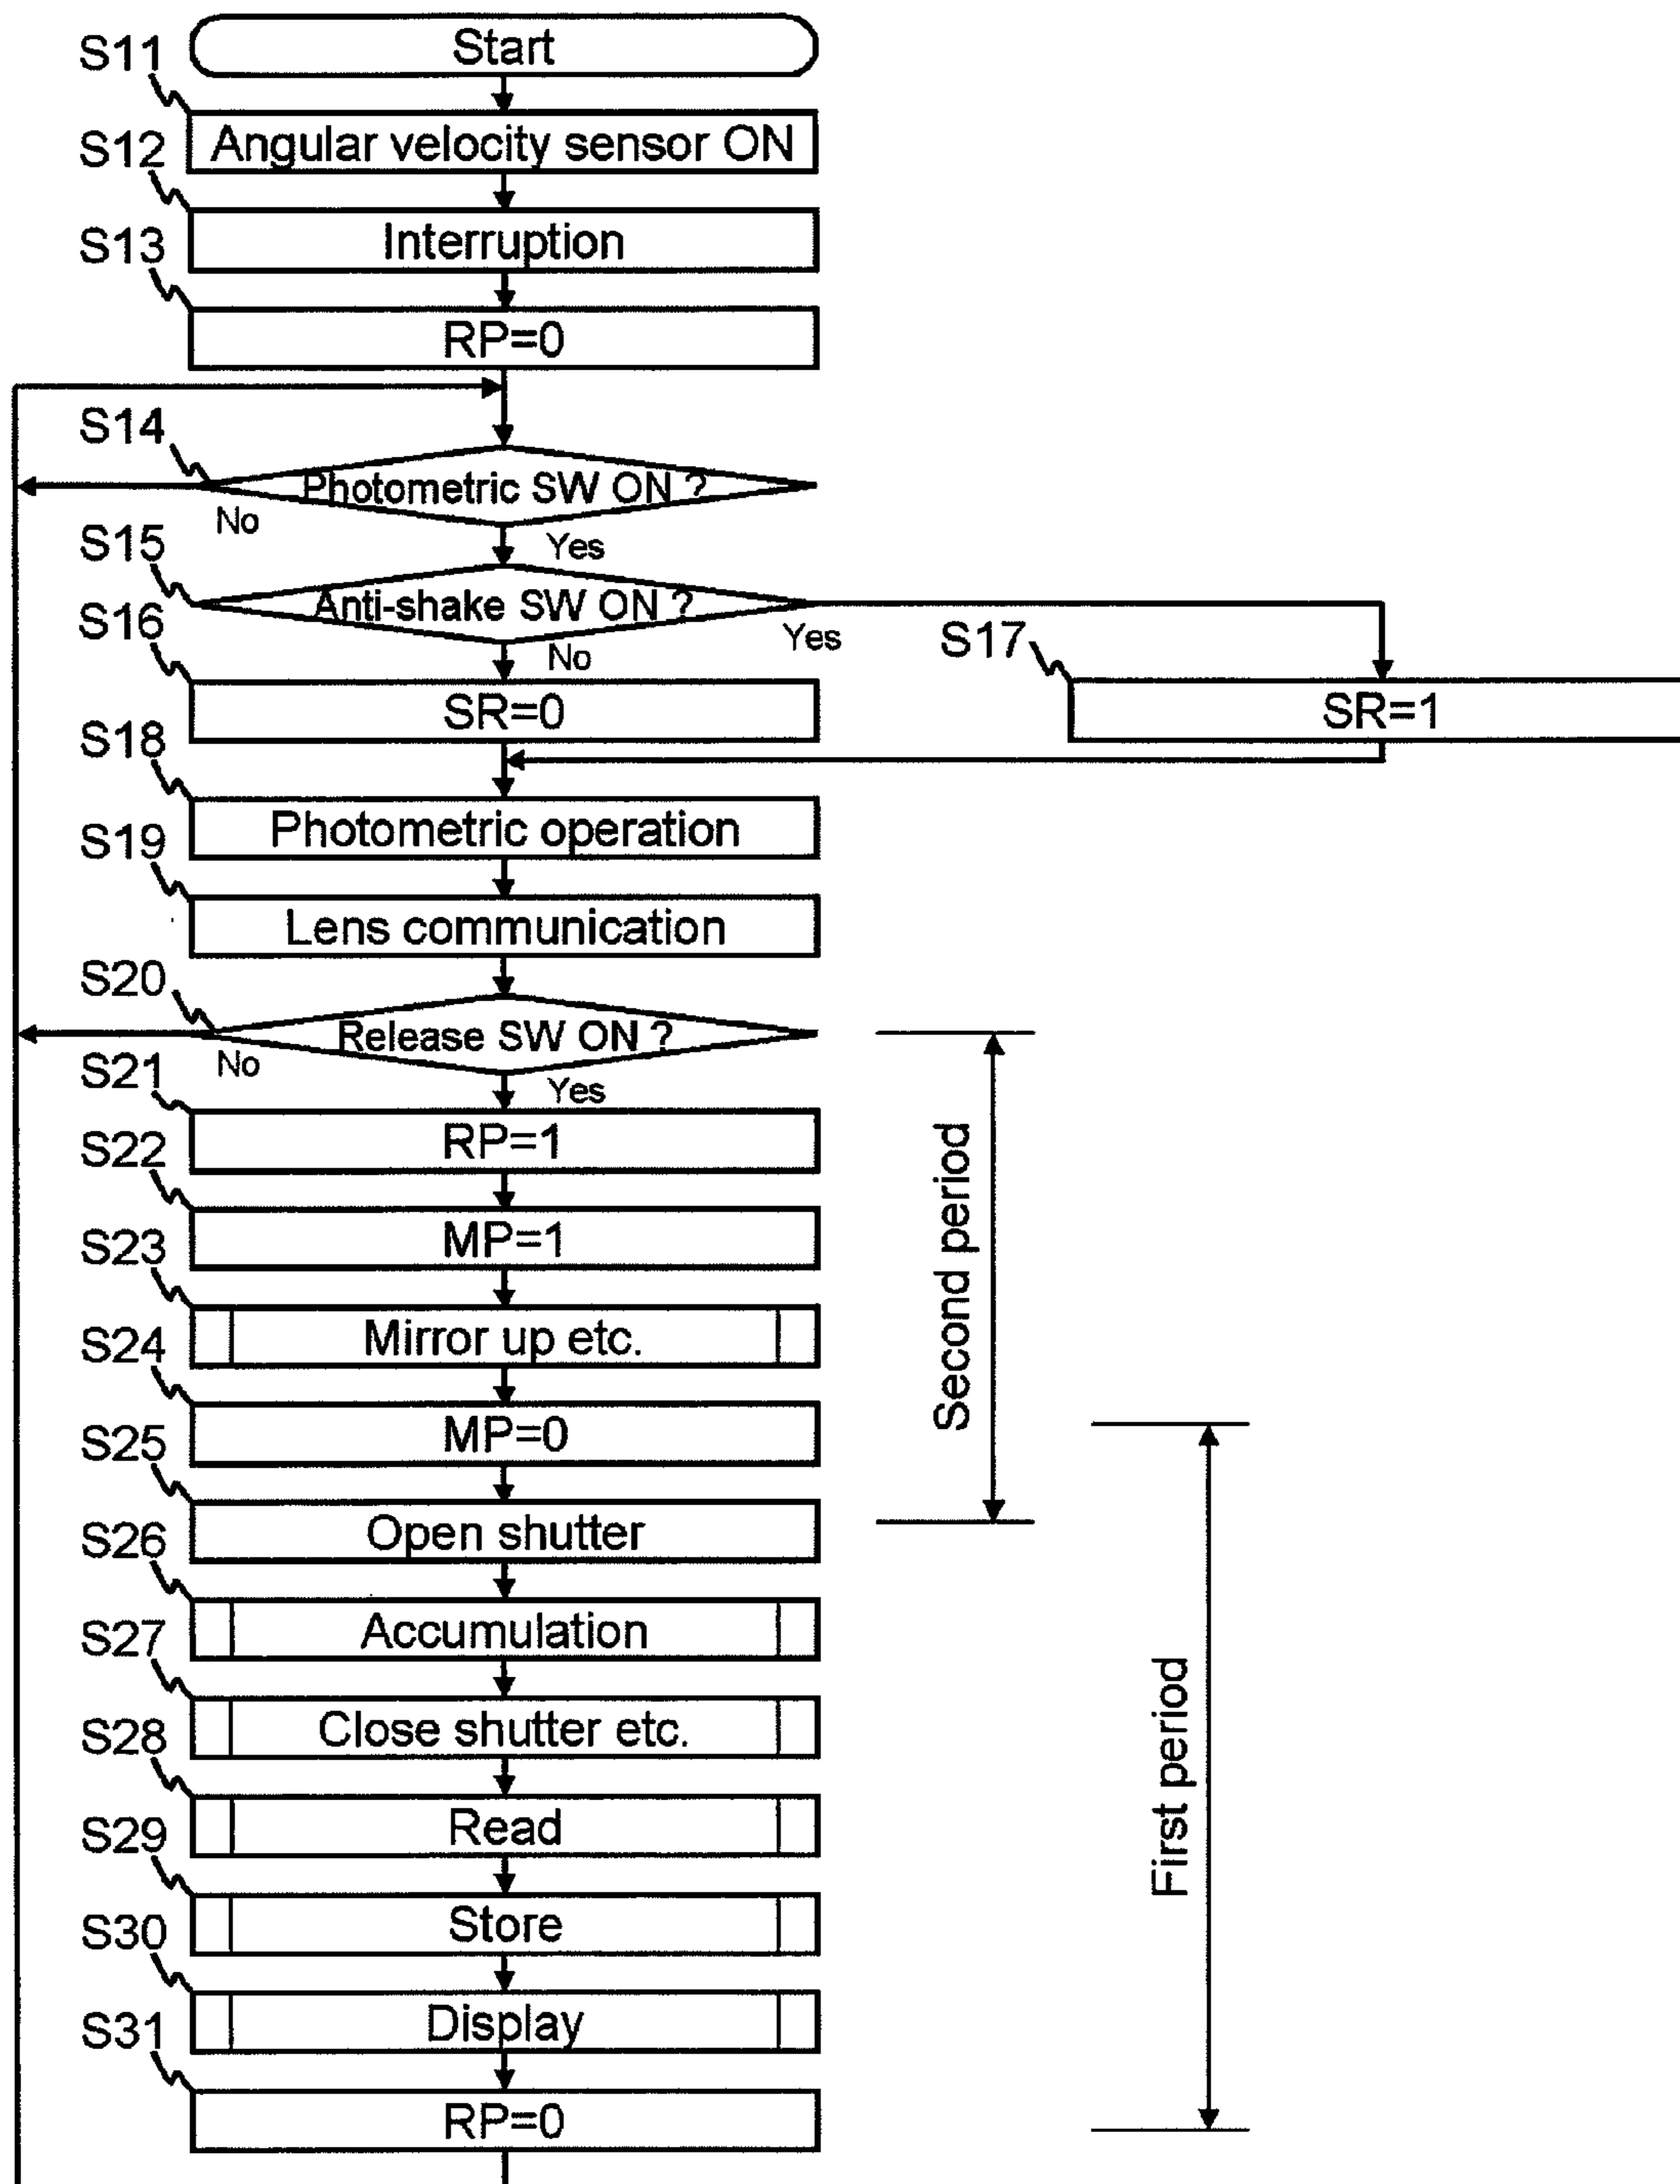 Start
S11
Angular velocity sensor ON
S12
Interruption
S13
RP=0
S14
Photometric SW ON ?
No
Yes
S15
Anti-shake SW ON ?
Yes
No
S16
SR=0
S17
SR=1
S18
Photometric operation
S19
Lens communication
S20
Release SW ON ?
No
Yes
S21
RP=1
S22
MP=1
S23
Mirror up etc.
S24
MP=0
S25
Open shutter
Second period
S26
Accumulation
S27
Close shutter etc.
S28
Read
S29
Store
S30
Display
S31
RP=0
First period